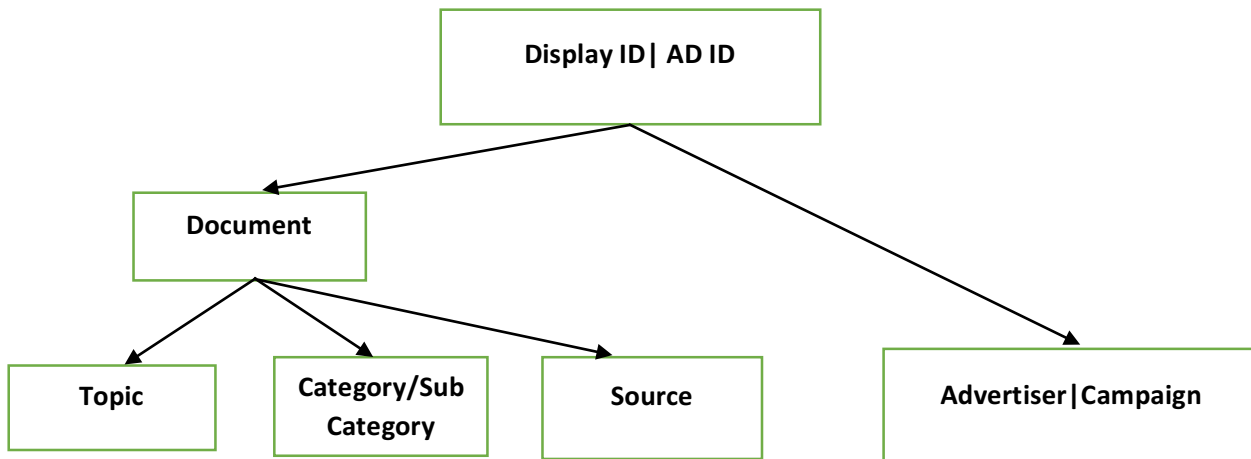 Display ID| AD ID
Document
Topic
Category/Sub
Category
Source
Advertiser|Campaign